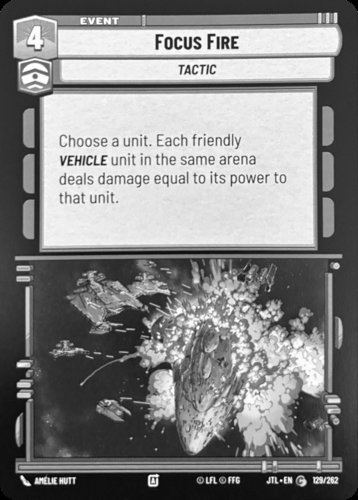 EVENT
4
FOCUS FIRE
TACTIC
Choose a unit. Each friendly
VEHICLE unit in the same arena
deals damage equal to its power to
that unit.
AMÉLIE HUTT
© LFL © FFG
JTL • EN C 129/262